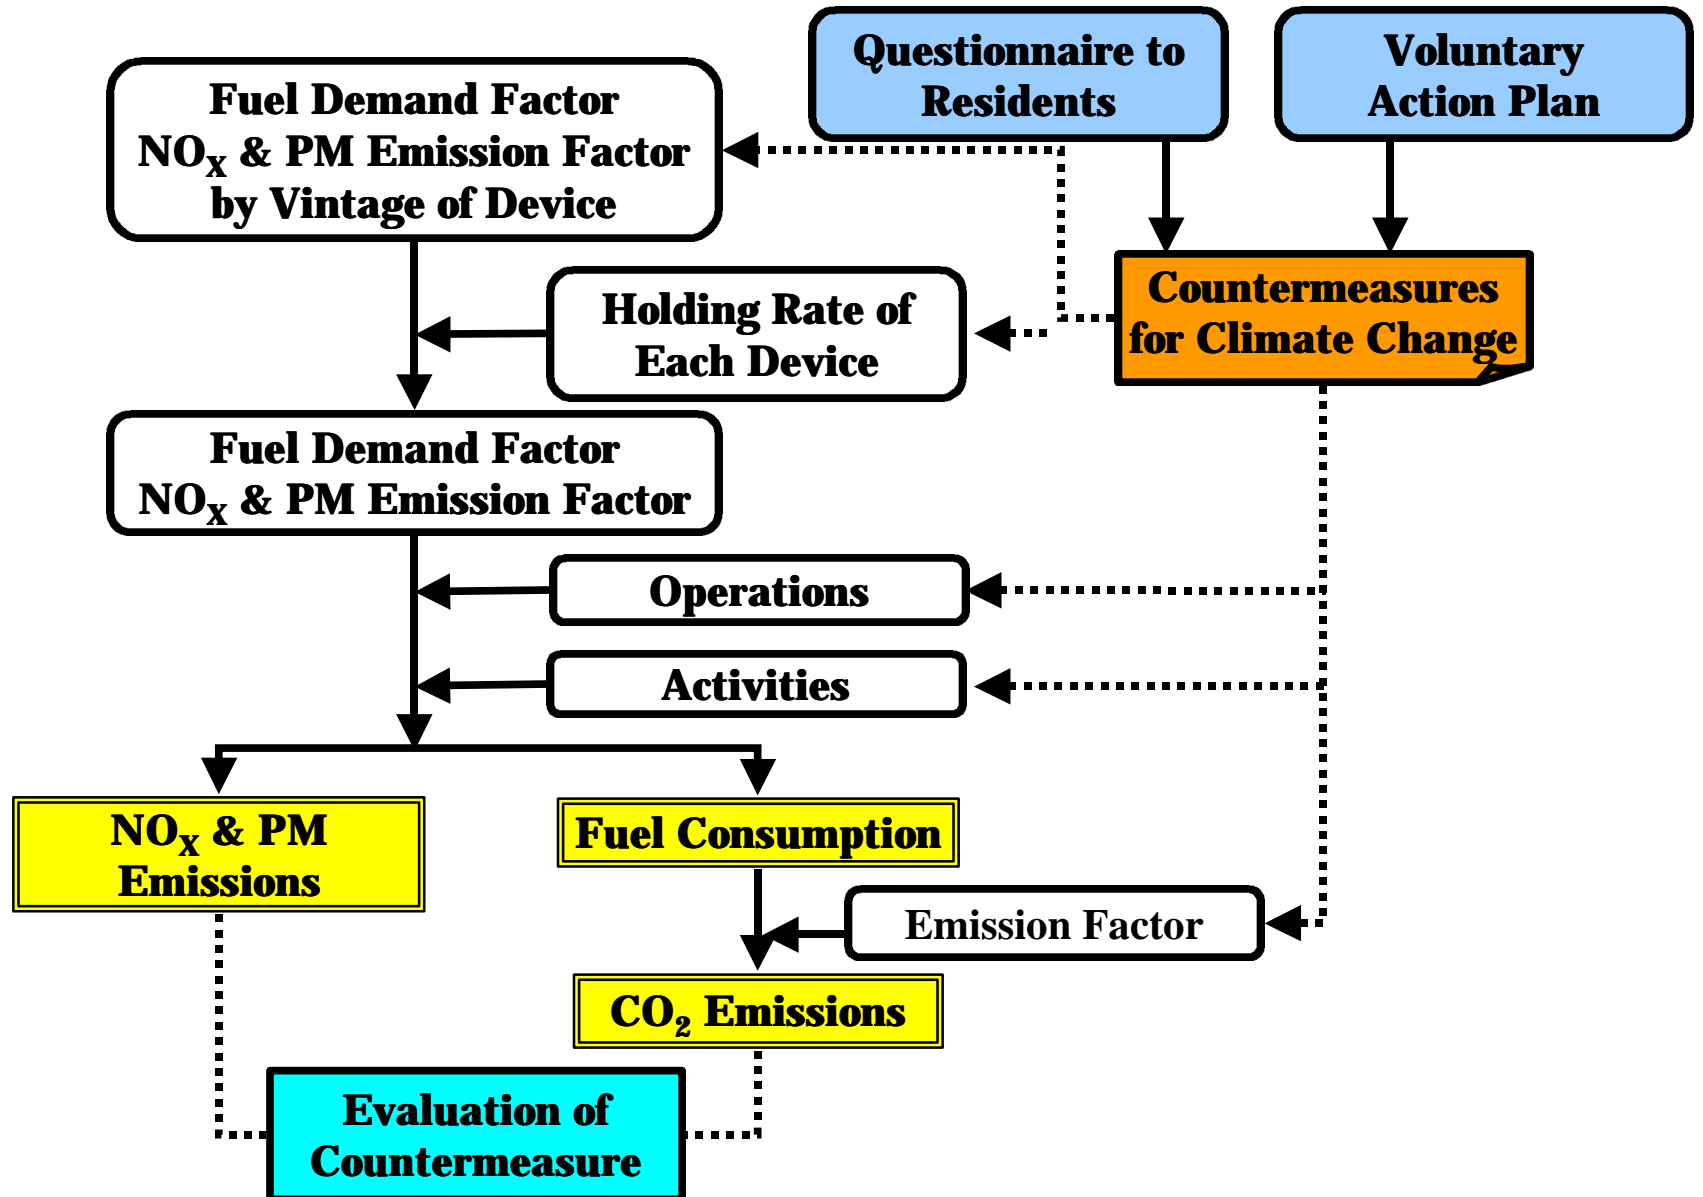 Questionnaire to
Residents
Voluntary
Action Plan
Fuel Demand Factor
NOX & PM Emission Factor
by Vintage of Device
Countermeasures
for Climate Change
Holding Rate of
Each Device
Fuel Demand Factor
NOX & PM Emission Factor
Operations
Activities
NOX & PM
Emissions
Fuel Consumption
Emission Factor
CO2 Emissions
Evaluation of
Countermeasure